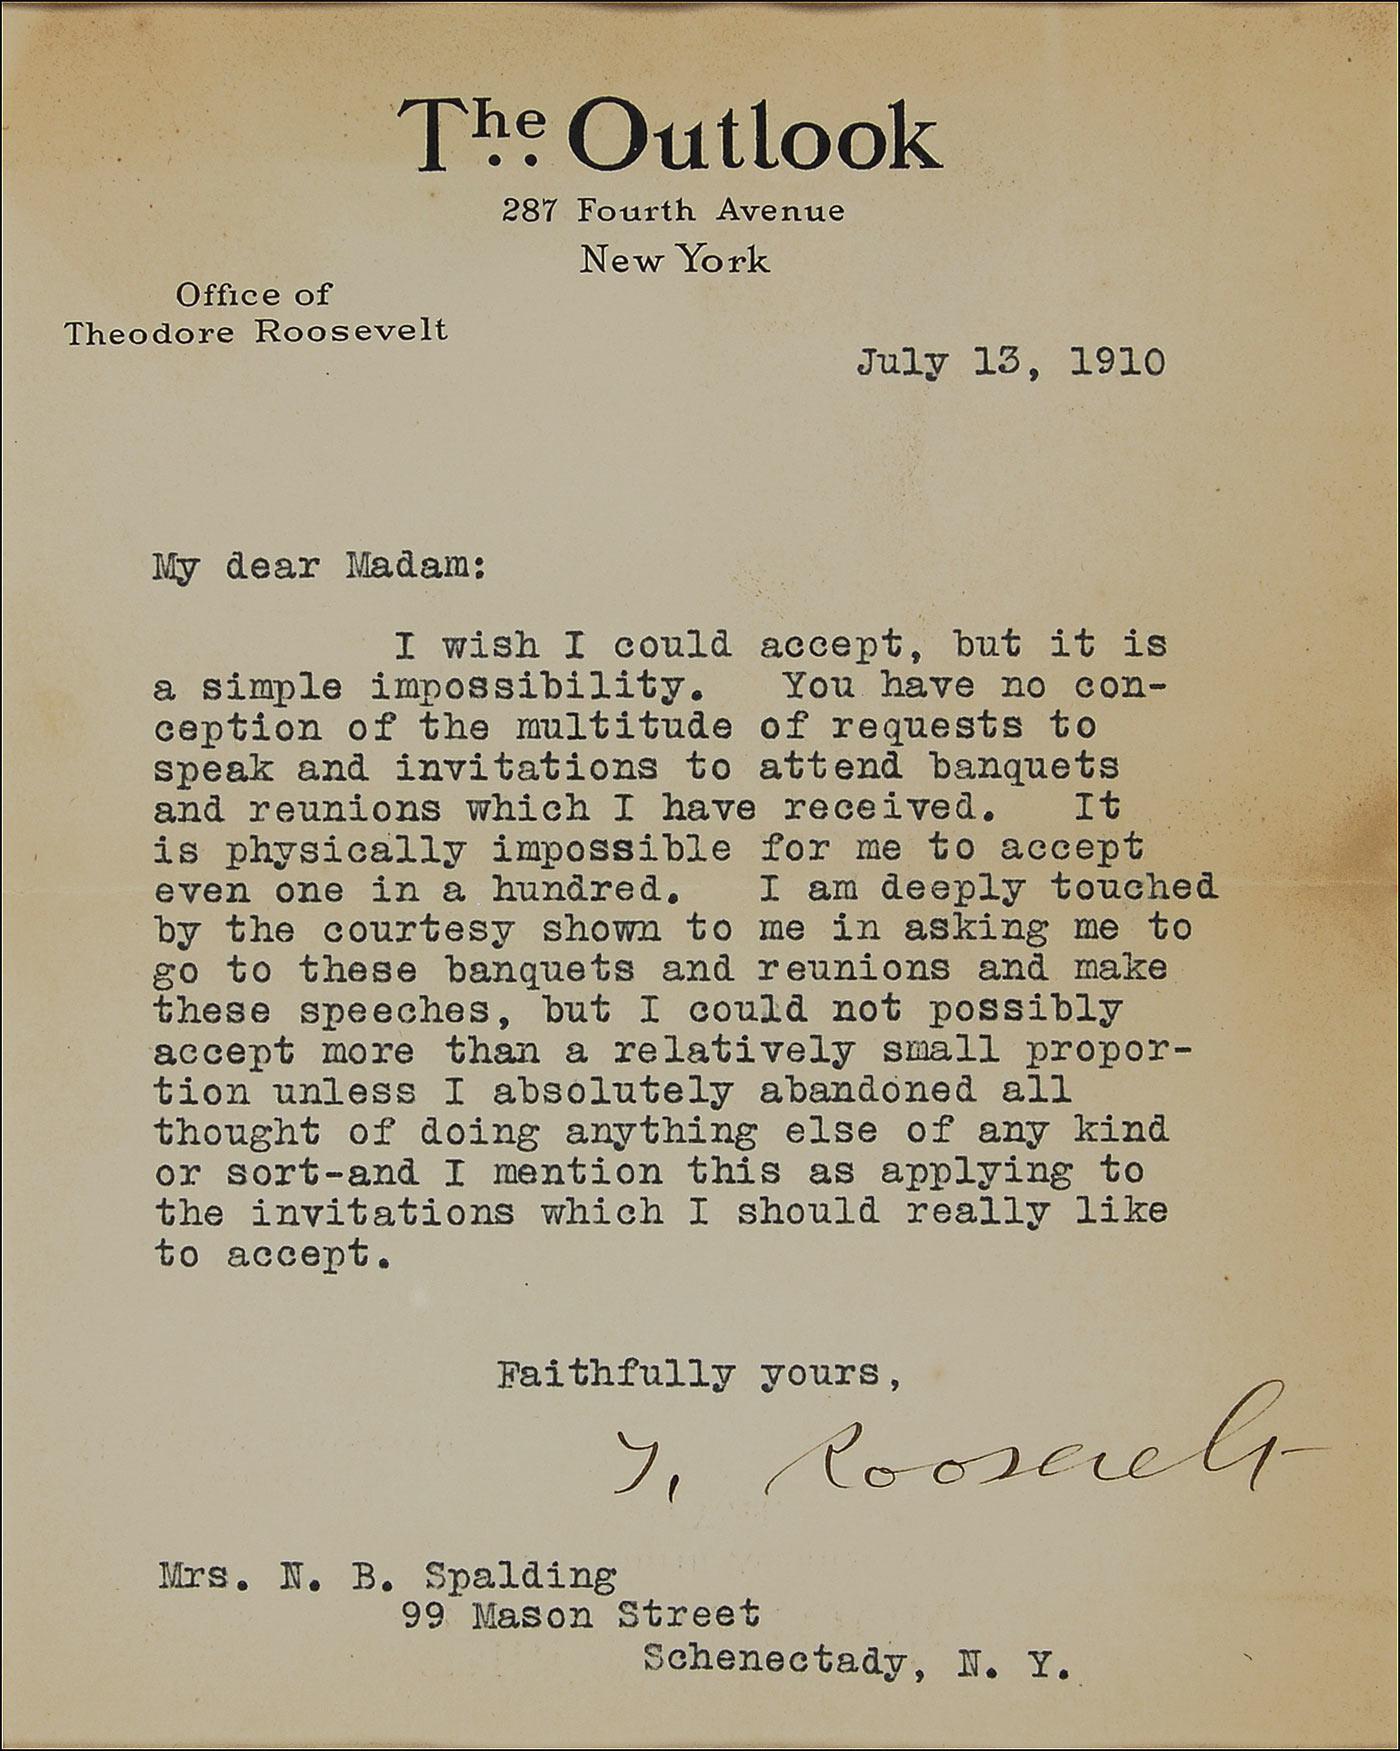 The Outlook
287 Fourth Avenue
New York
Office of
Theodore Roosevelt
July 13, 1910
My dear Madam:
I wish I could accept, but it is
a simple impossibility. You have no con-
ception of the multitude of requests to
speak and invitations to attend banquets
and reunions which I have received. It
is physically impossible for me to accept
even one in a hundred. I am deeply touched
by the courtesy shown to me in asking me to
go to these banquets and reunions and make
these speeches, but I could not possibly
accept more than a relatively small propor-
tion unless I absolutely abandoned all
thought of doing anything else of any kind
or sort-and I mention this as applying to
the invitations which I should really like
to accept.
Faithfully yours,
T. Roosevelt
Mrs. N. B. Spalding
99 Mason Street
Schenectady, N. Y.